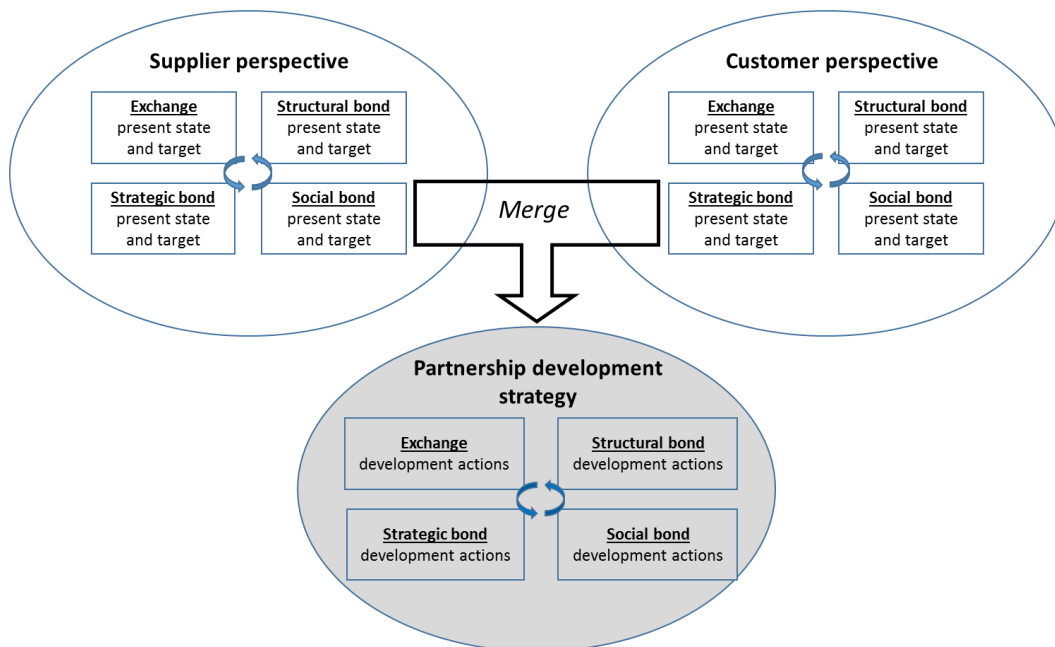 Supplier perspective
Exchange
present state
and target
Structural bond
present state
and target
Strategic bond
present state
and target
Social bond
present state
and target
Customer perspective
Exchange
present state
and target
Structural bond
present state
and target
Strategic bond
present state
and target
Social bond
present state
and target
Merge
Partnership development
strategy
Exchange
development actions
Structural bond
development actions
Strategic bond
development actions
Social bond
development actions